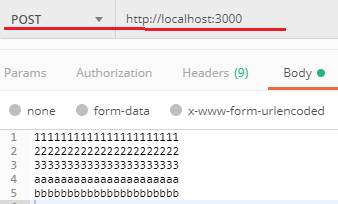 POST http://localhost:3000
Params Authorization Headers (9) Body
none form-data x-www-form-urlencoded
1 1111111111111111111111
2 2222222222222222222222
3 3333333333333333333333
4 aaaaaaaaaaaaaaaaaaaaaa
5 bbbbbbbbbbbbbbbbbbbbbb